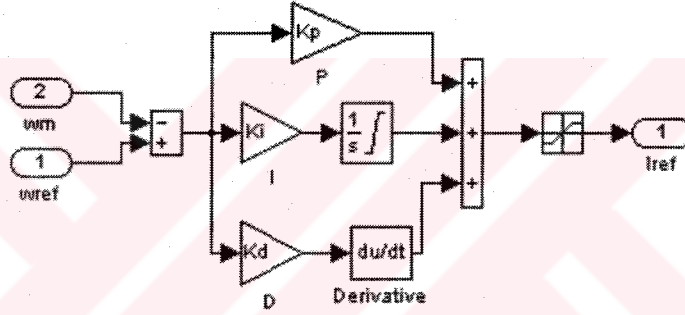 Kp
P
2
wm
−
+
1
wref
Ki
I
1
s
+
+
+
1
Iref
Kd
D
du/dt
Derivative